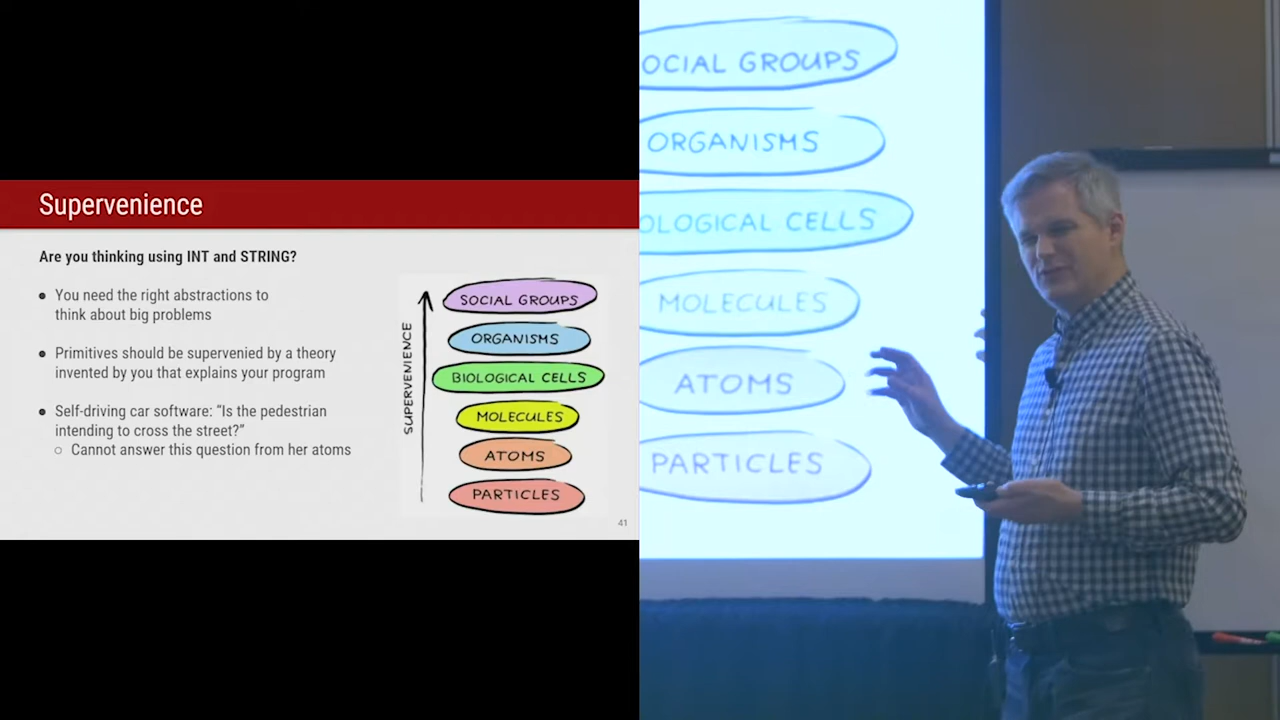 Supervenience
Are you thinking using INT and STRING?
You need the right abstractions to
think about big problems
Primitives should be supervenied by a theory
invented by you that explains your program
Self-driving car software: “Is the pedestrian
intending to cross the street?”
Cannot answer this question from her atoms
SUPERVENIENCE
SOCIAL GROUPS
ORGANISMS
BIOLOGICAL CELLS
MOLECULES
ATOMS
PARTICLES
41
OCIAL GROUPS
ORGANISMS
OLOGICAL CELLS
MOLECULES
ATOMS
PARTICLES